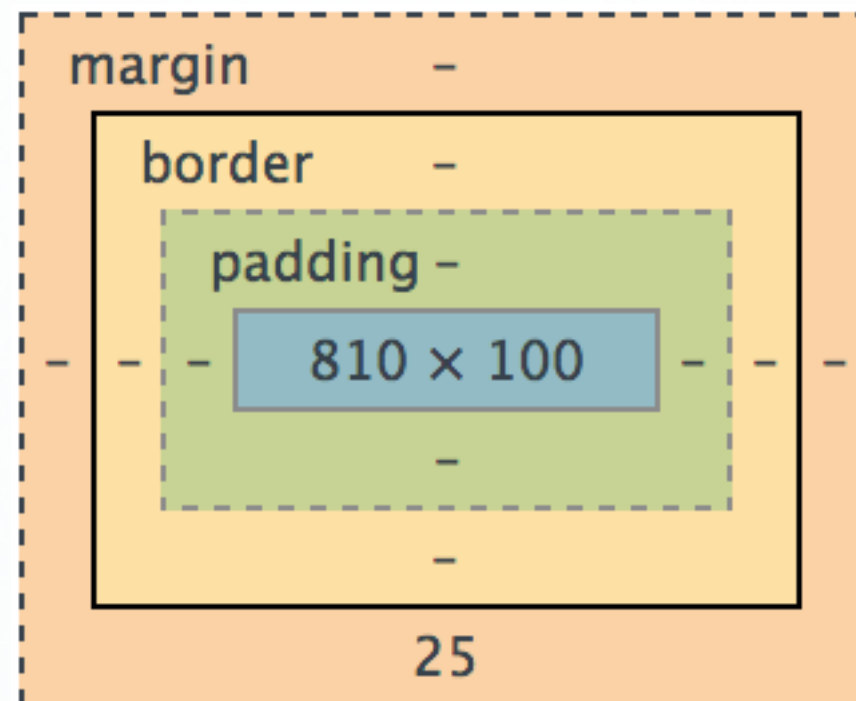 margin –
border –
padding –
– – – 810 × 100 – – –
–
–
25